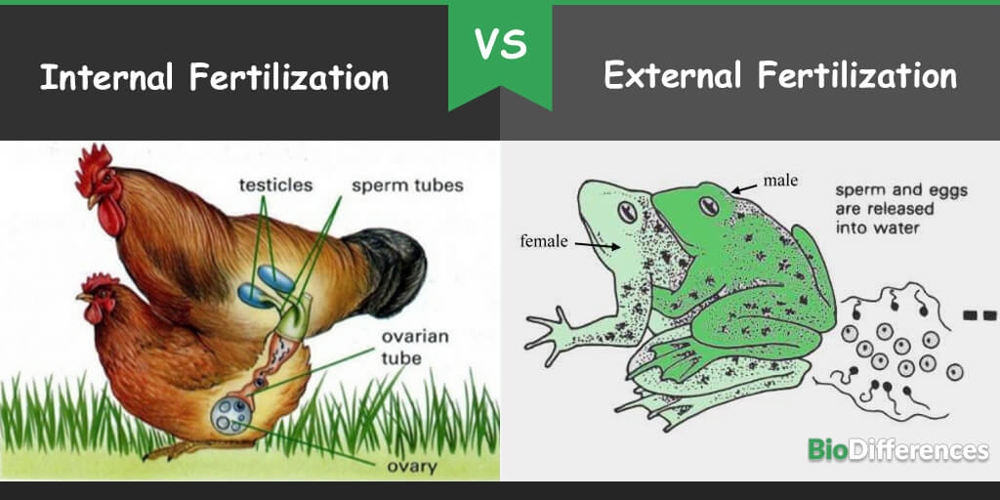 Internal Fertilization
VS
External Fertilization
testicles
sperm tubes
ovarian
tube
ovary
male
female
sperm and eggs
are released
into water
BioDifferences